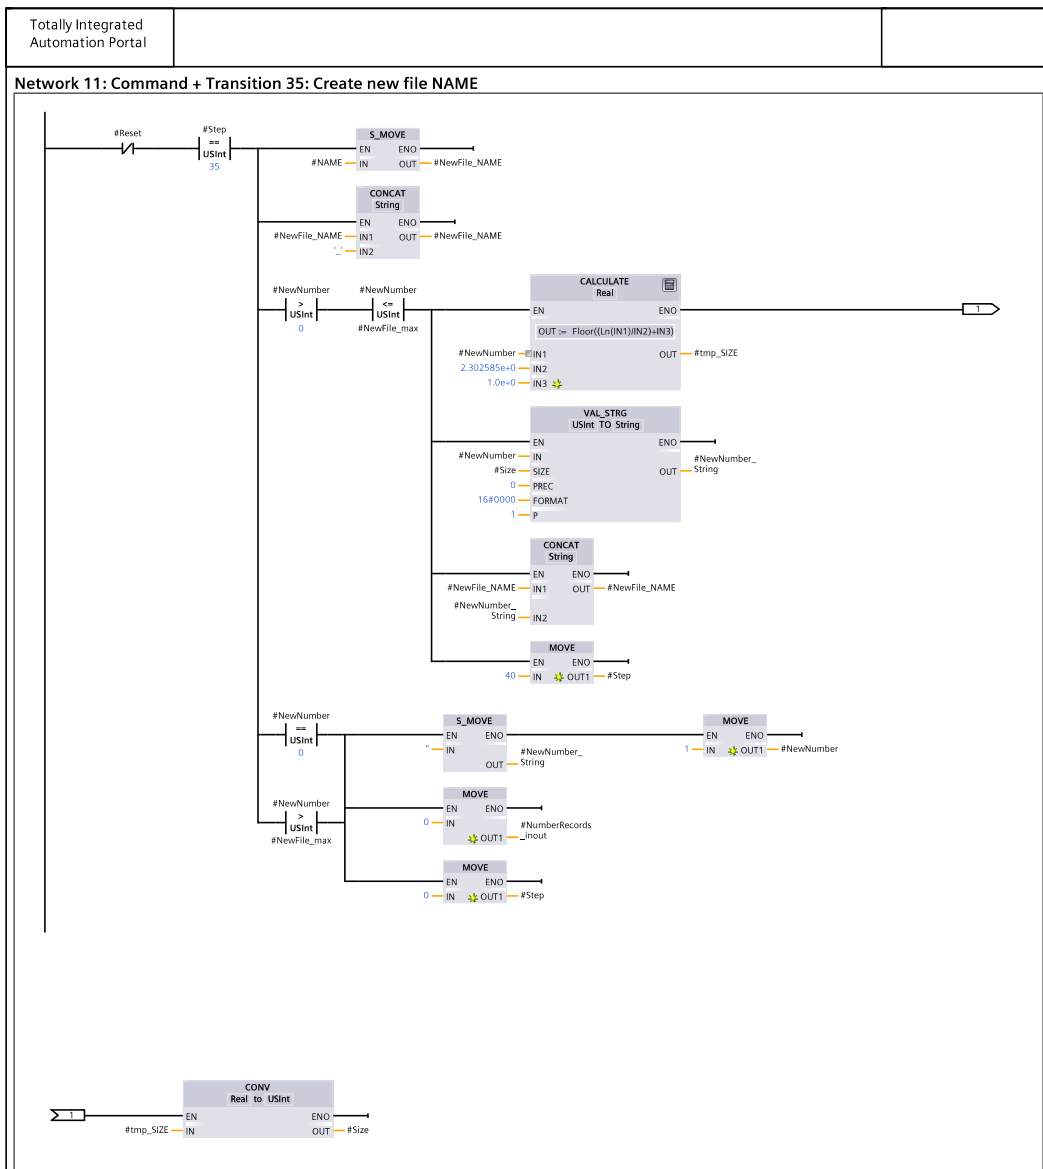 Totally Integrated
Automation Portal
Network 11: Command + Transition 35: Create new file NAME
#Reset
#Step
==
USInt
35
S_MOVE
EN ENO
#NAME IN OUT #NewFile_NAME
CONCAT
String
EN ENO
#NewFile_NAME IN1 OUT #NewFile_NAME
'_' IN2
#NewNumber
>
USInt
0
#NewNumber
<=
USInt
#NewFile_max
CALCULATE
Real
EN ENO
1
OUT := Floor((Ln(IN1)/IN2)+IN3)
#NewNumber IN1 OUT #tmp_SIZE
2.302585e+0 IN2
1.0e+0 IN3
VAL_STRG
USInt TO String
EN ENO
#NewNumber IN
#NewNumber_
#Size SIZE OUT String
0 PREC
16#0000 FORMAT
1 P
CONCAT
String
EN ENO
#NewFile_NAME IN1 OUT #NewFile_NAME
#NewNumber_
String IN2
MOVE
EN ENO
40 IN OUT1 #Step
#NewNumber
==
USInt
0
S_MOVE
EN ENO
'' IN
#NewNumber_
OUT String
MOVE
EN ENO
1 IN OUT1 #NewNumber
#NewNumber
>
USInt
#NewFile_max
MOVE
EN ENO
0 IN
#NumberRecords
OUT1 _inout
MOVE
EN ENO
0 IN OUT1 #Step
1
CONV
Real to USInt
EN ENO
#tmp_SIZE IN OUT #Size